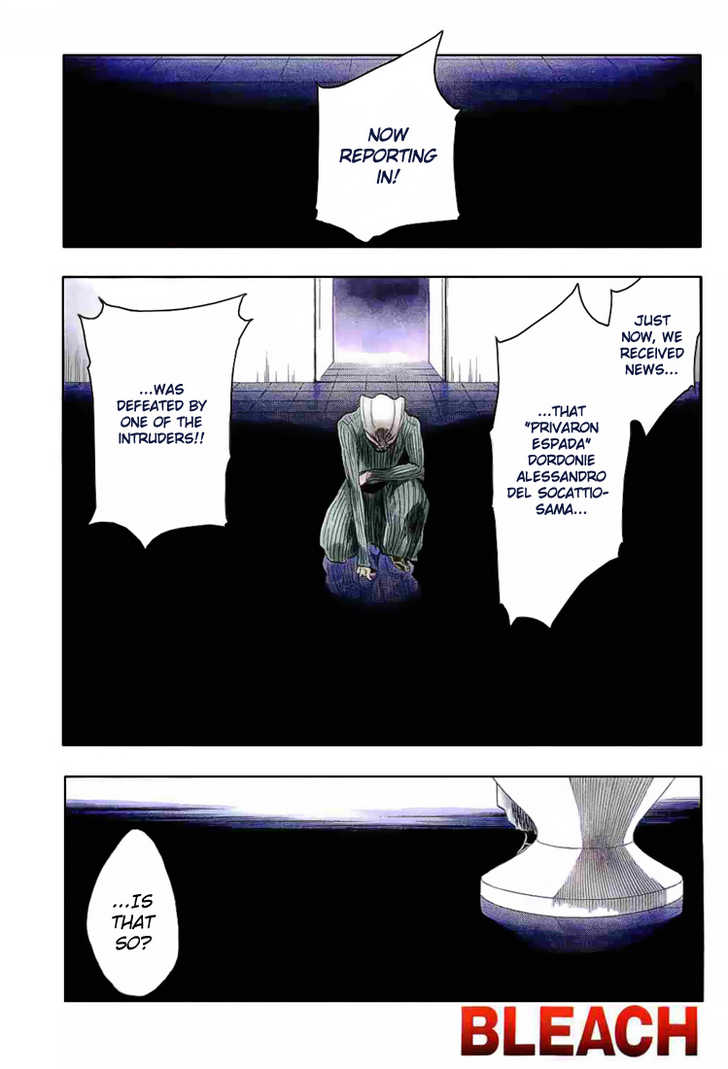 NOW
REPORTING
IN!
JUST
NOW, WE
RECEIVED
NEWS...
...THAT
"PRIVARON
ESPADA"
DORDONIE
ALESSANDRO
DEL SOCATTIO-
SAMA...
...WAS
DEFEATED BY
ONE OF THE
INTRUDERS!!
...IS
THAT
SO?
BLEACH